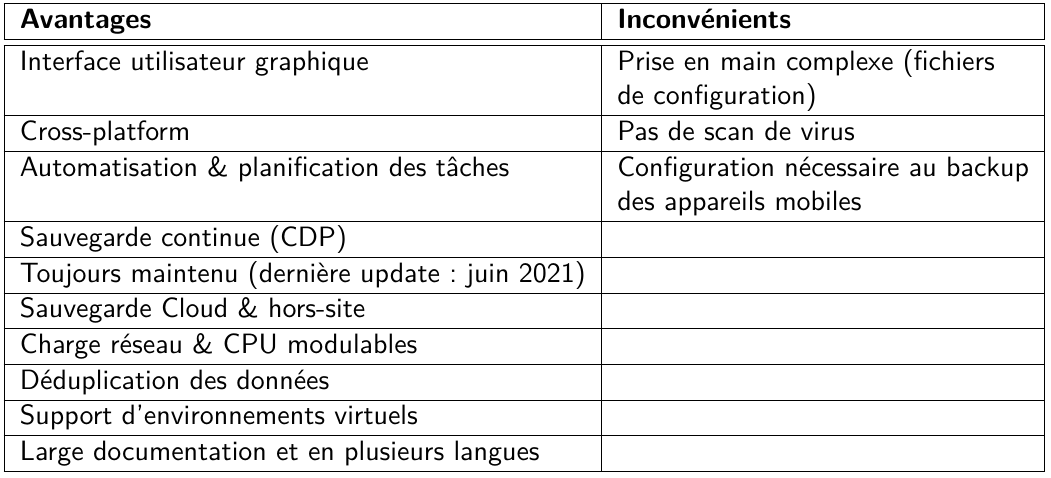 Avantages Inconvénients
Interface utilisateur graphique Prise en main complexe (fichiers
de configuration)
Cross-platform Pas de scan de virus
Automatisation & planification des tâches Configuration nécessaire au backup
des appareils mobiles
Sauvegarde continue (CDP)
Toujours maintenu (dernière update : juin 2021)
Sauvegarde Cloud & hors-site
Charge réseau & CPU modulables
Déduplication des données
Support d'environnements virtuels
Large documentation et en plusieurs langues